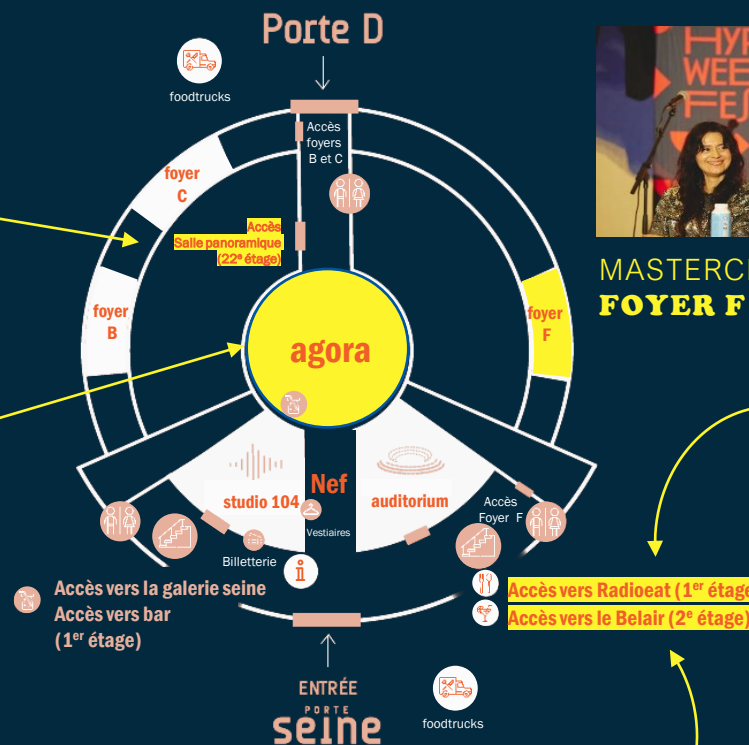 Porte D
foodtrucks
Accès
foyers
B et C
foyer
C
Accès
Salle panoramique
(22e étage)
foyer
B
foyer
F
agora
MASTERC
FOYER F
studio 104
Nef
auditorium
Vestiaires
Accès
Foyer F
Billetterie
i
Accès vers la galerie seine
Accès vers bar
(1er étage)
Accès vers Radioeat (1er étage
Accès vers le Belair (2e étage)
ENTRÉE
PORTE
seine
foodtrucks